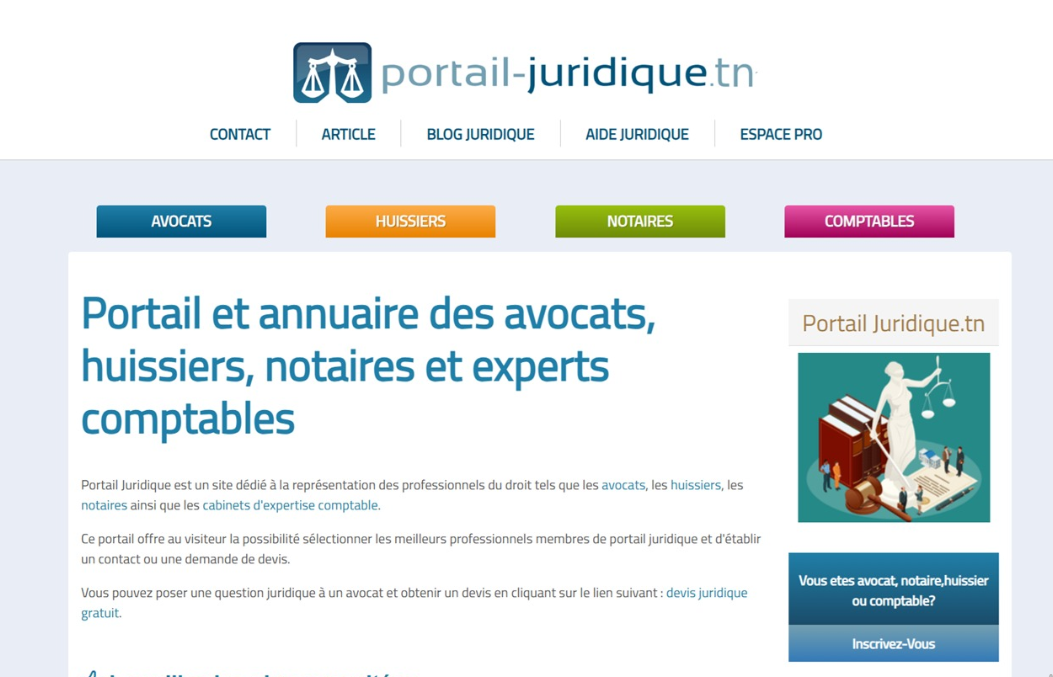 portail-juridique.tn
CONTACT
ARTICLE
BLOG JURIDIQUE
AIDE JURIDIQUE
ESPACE PRO
AVOCATS
HUISSIERS
NOTAIRES
COMPTABLES
Portail et annuaire des avocats,
huissiers, notaires et experts
comptables
Portail Juridique est un site dédié à la représentation des professionnels du droit tels que les avocats, les huissiers, les
notaires ainsi que les cabinets d'expertise comptable.
Ce portail offre au visiteur la possibilité sélectionner les meilleurs professionnels membres de portail juridique et d'établir
un contact ou une demande de devis.
Vous pouvez poser une question juridique à un avocat et obtenir un devis en cliquant sur le lien suivant : devis juridique
gratuit.
Portail Juridique.tn
Vous etes avocat, notaire,huissier
ou comptable?
Inscrivez-Vous